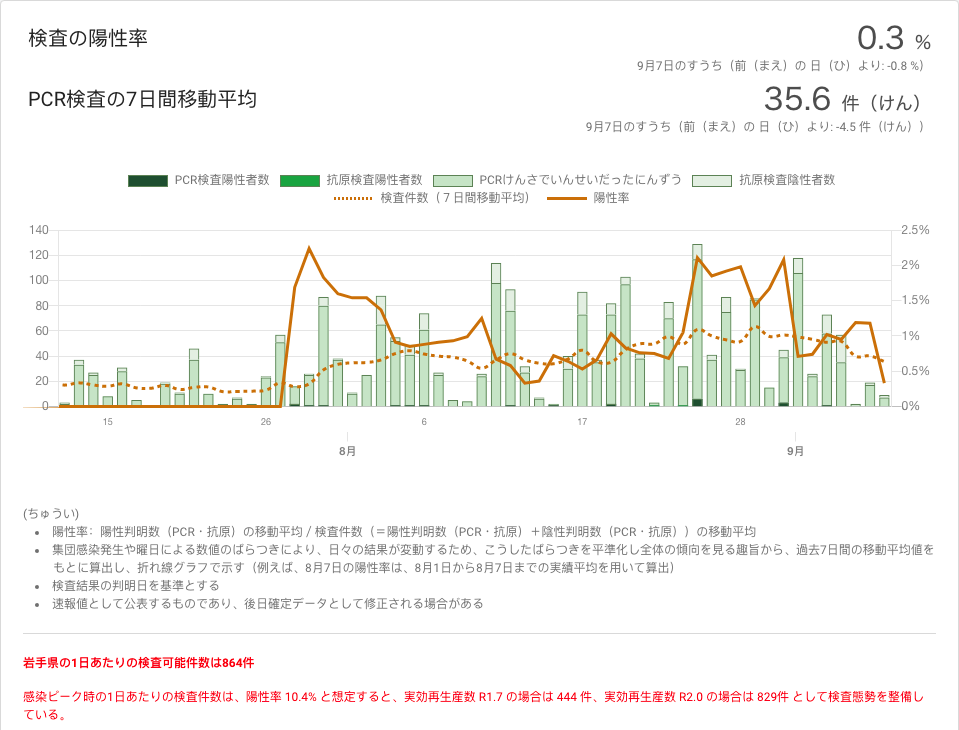 検査の陽性率
0.3 %
9月7日のすうち（前（まえ）の 日（ひ）より: -0.8 %）
PCR検査の7日間移動平均
35.6 件（けん）
9月7日のすうち（前（まえ）の 日（ひ）より: -4.5 件（けん））
PCR検査陽性者数 抗原検査陽性者数 PCRけんさでいんせいだったにんずう 抗原検査陰性者数
検査件数（７日間移動平均） 陽性率
140 2.5%
120 2%
100 1.5%
80
60 1%
40 0.5%
20
0 0%
15 26 6 17 28
8月 9月
(ちゅうい)
陽性率：陽性判明数（PCR・抗原）の移動平均 / 検査件数（＝陽性判明数（PCR・抗原）＋陰性判明数（PCR・抗原））の移動平均
集団感染発生や曜日による数値のばらつきにより、日々の結果が変動するため、こうしたばらつきを平準化し全体の傾向を見る趣旨から、過去7日間の移動平均値を
もとに算出し、折れ線グラフで示す（例えば、8月7日の陽性率は、8月1日から8月7日までの実績平均を用いて算出）
検査結果の判明日を基準とする
速報値として公表するものであり、後日確定データとして修正される場合がある
岩手県の1日あたりの検査可能件数は864件
感染ピーク時の1日あたりの検査件数は、陽性率 10.4% と想定すると、実効再生産数 R1.7 の場合は 444 件、実効再生産数 R2.0 の場合は 829件 として検査態勢を整備し
ている。